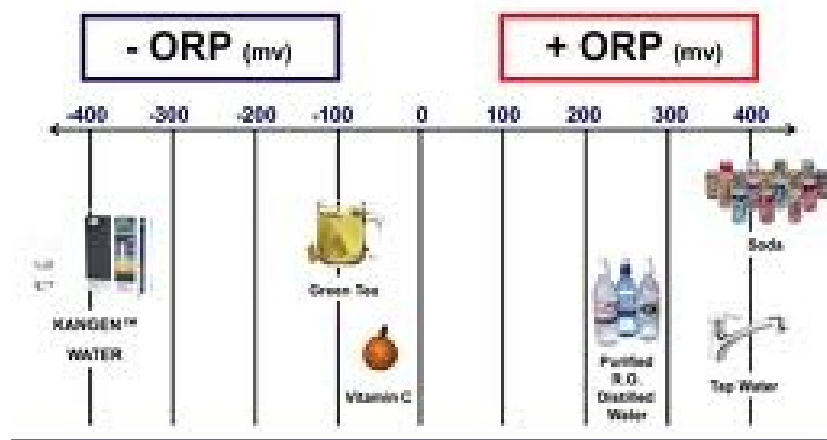 - ORP (mv)
+ ORP (mv)
-400 -300 -200 -100 0 100 200 300 400
Soda
Green Tea
KANGEN™
WATER
Vitamin C
Purified
R.O.
Distilled
Water
Tap Water